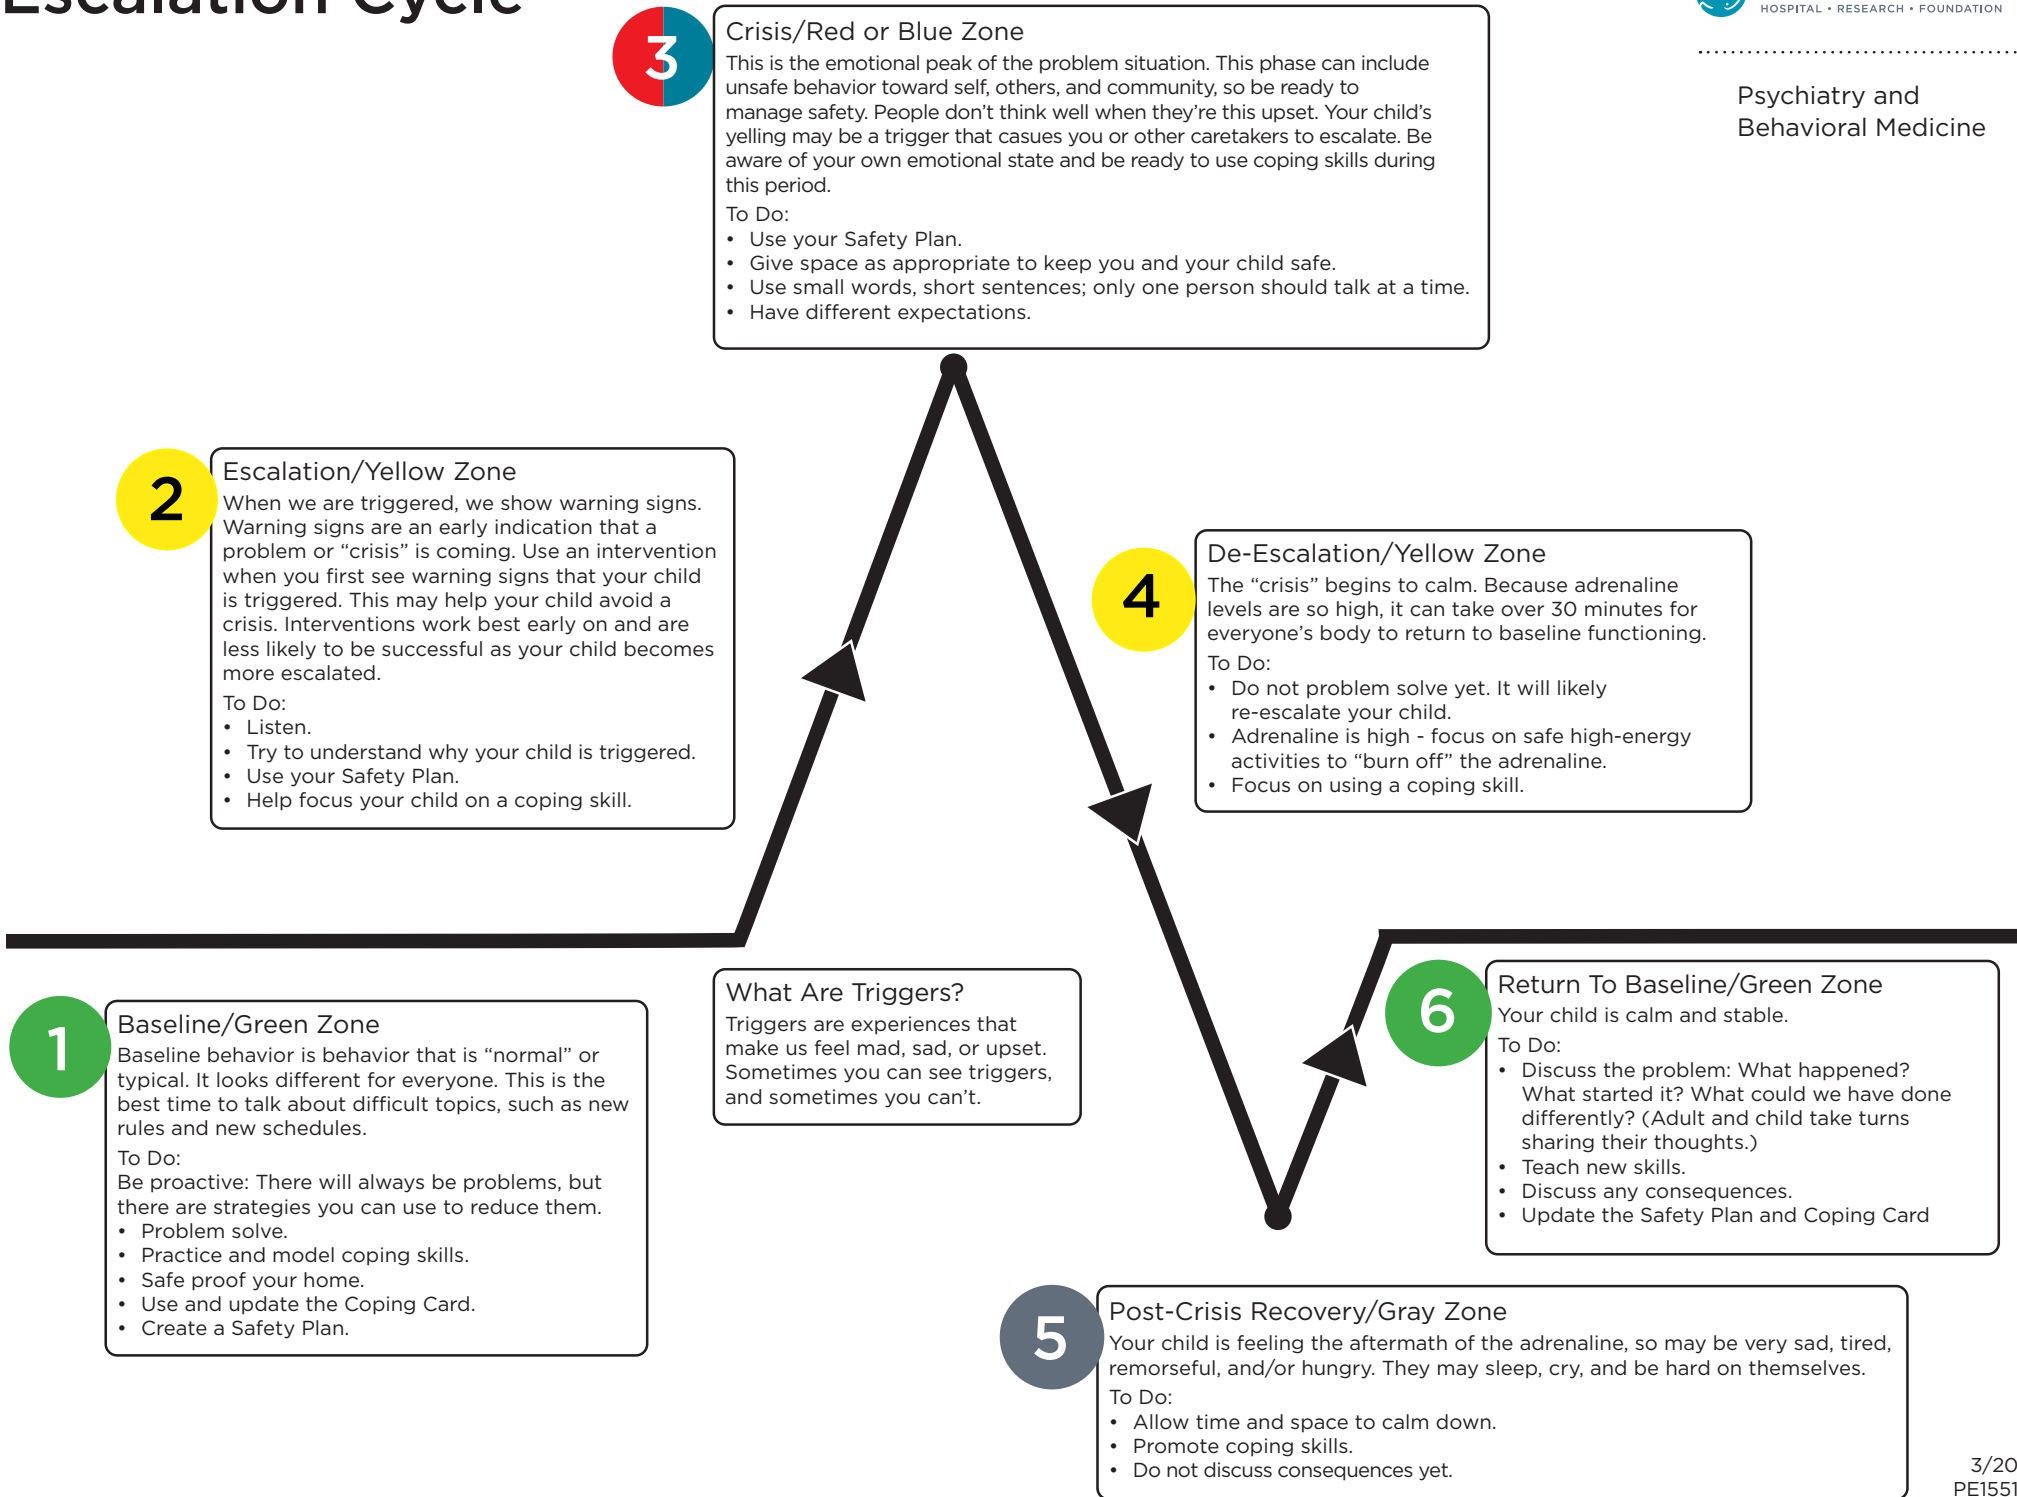 Escalation Cycle
HOSPITAL • RESEARCH • FOUNDATION
Psychiatry and
Behavioral Medicine
3
Crisis/Red or Blue Zone
This is the emotional peak of the problem situation. This phase can include
unsafe behavior toward self, others, and community, so be ready to
manage safety. People don’t think well when they’re this upset. Your child’s
yelling may be a trigger that casues you or other caretakers to escalate. Be
aware of your own emotional state and be ready to use coping skills during
this period.
To Do:
• Use your Safety Plan.
• Give space as appropriate to keep you and your child safe.
• Use small words, short sentences; only one person should talk at a time.
• Have different expectations.
2
Escalation/Yellow Zone
When we are triggered, we show warning signs.
Warning signs are an early indication that a
problem or “crisis” is coming. Use an intervention
when you first see warning signs that your child
is triggered. This may help your child avoid a
crisis. Interventions work best early on and are
less likely to be successful as your child becomes
more escalated.
To Do:
• Listen.
• Try to understand why your child is triggered.
• Use your Safety Plan.
• Help focus your child on a coping skill.
4
De-Escalation/Yellow Zone
The “crisis” begins to calm. Because adrenaline
levels are so high, it can take over 30 minutes for
everyone’s body to return to baseline functioning.
To Do:
• Do not problem solve yet. It will likely
re-escalate your child.
• Adrenaline is high - focus on safe high-energy
activities to “burn off” the adrenaline.
• Focus on using a coping skill.
1
Baseline/Green Zone
Baseline behavior is behavior that is “normal” or
typical. It looks different for everyone. This is the
best time to talk about difficult topics, such as new
rules and new schedules.
To Do:
Be proactive: There will always be problems, but
there are strategies you can use to reduce them.
• Problem solve.
• Practice and model coping skills.
• Safe proof your home.
• Use and update the Coping Card.
• Create a Safety Plan.
What Are Triggers?
Triggers are experiences that
make us feel mad, sad, or upset.
Sometimes you can see triggers,
and sometimes you can’t.
6
Return To Baseline/Green Zone
Your child is calm and stable.
To Do:
• Discuss the problem: What happened?
What started it? What could we have done
differently? (Adult and child take turns
sharing their thoughts.)
• Teach new skills.
• Discuss any consequences.
• Update the Safety Plan and Coping Card
5
Post-Crisis Recovery/Gray Zone
Your child is feeling the aftermath of the adrenaline, so may be very sad, tired,
remorseful, and/or hungry. They may sleep, cry, and be hard on themselves.
To Do:
• Allow time and space to calm down.
• Promote coping skills.
• Do not discuss consequences yet.
3/20
PE1551